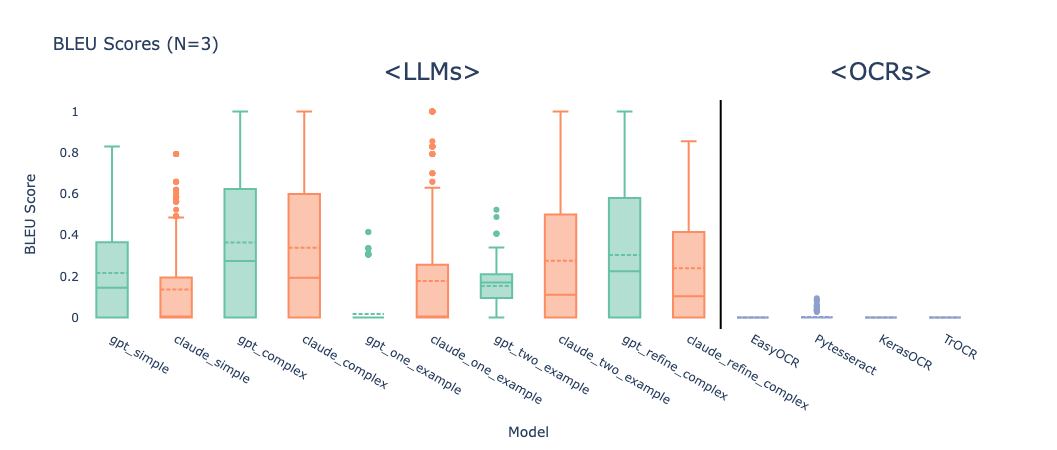 BLEU Scores (N=3)
<LLMs>
<OCRs>
BLEU Score
1
0.8
0.6
0.4
0.2
0
gpt_simple
claude_simple
gpt_complex
claude_complex
gpt_one_example
claude_one_example
gpt_two_example
claude_two_example
gpt_refine_complex
claude_refine_complex
EasyOCR
Pytesseract
KerasOCR
TrOCR
Model